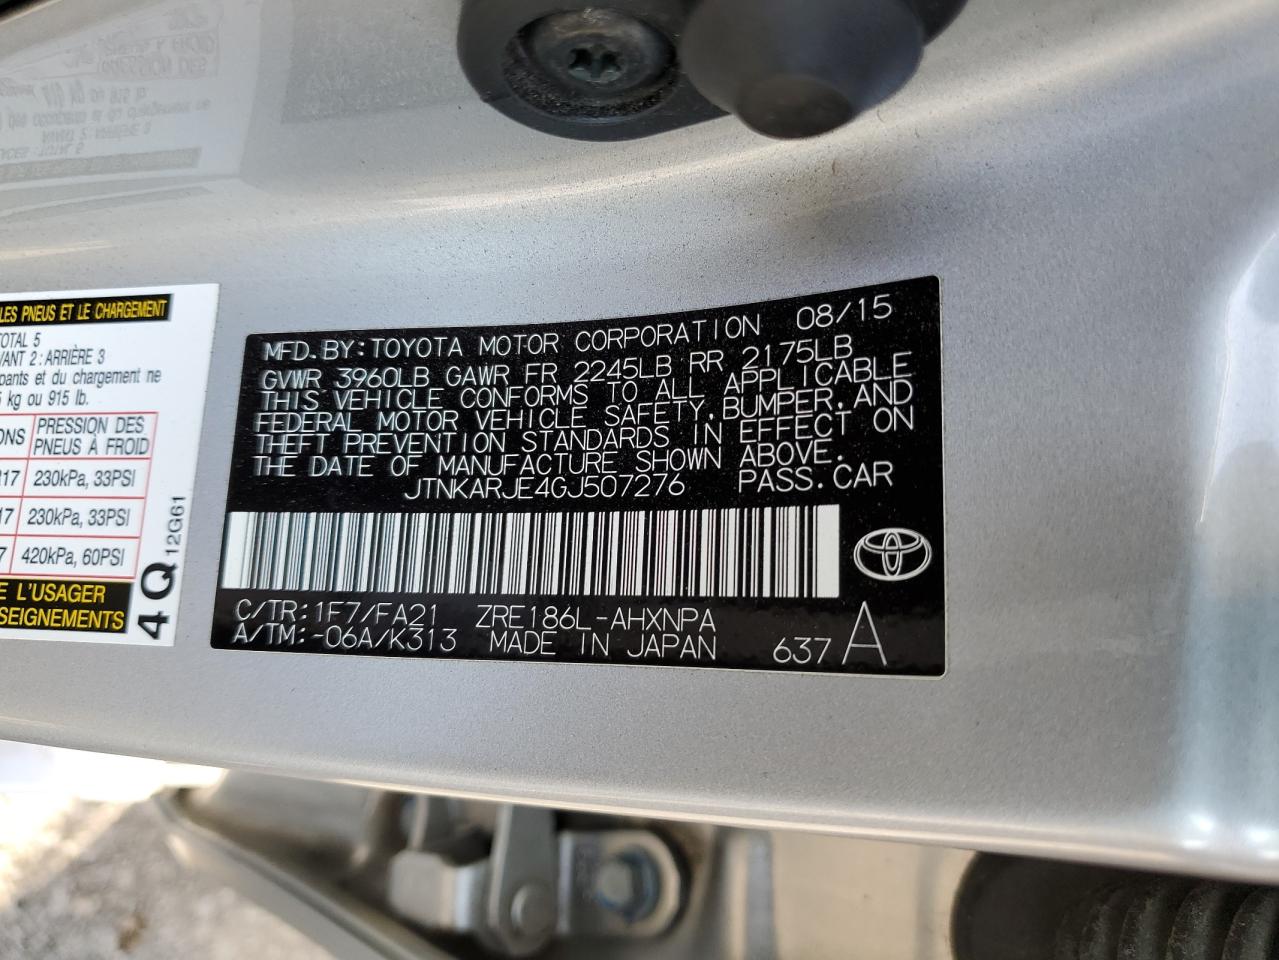 LES PNEUS ET LE CHARGEMENT
TOTAL 5
VANT 2: ARRIÈRE 3
pants et du chargement ne
kg ou 915 lb.
ONS PRESSION DES
PNEUS À FROID
17 230kPa, 33PSI
17 230kPa, 33PSI
7 420kPa, 60PSI
E L'USAGER
SEIGNEMENTS
4Q
12G61
MFD.BY:TOYOTA MOTOR CORPORATION 08/15
GVWR 3960LB GAWR FR 2245LB RR 2175LB
THIS VEHICLE CONFORMS TO ALL APPLICABLE
FEDERAL MOTOR VEHICLE SAFETY,BUMPER,AND
THEFT PREVENTION STANDARDS IN EFFECT ON
THE DATE OF MANUFACTURE SHOWN ABOVE.
JTNKARJE4GJ507276 PASS.CAR
C/TR:1F7/FA21 ZRE186L-AHXNPA
A/TM:-06A/K313 MADE IN JAPAN 637 A